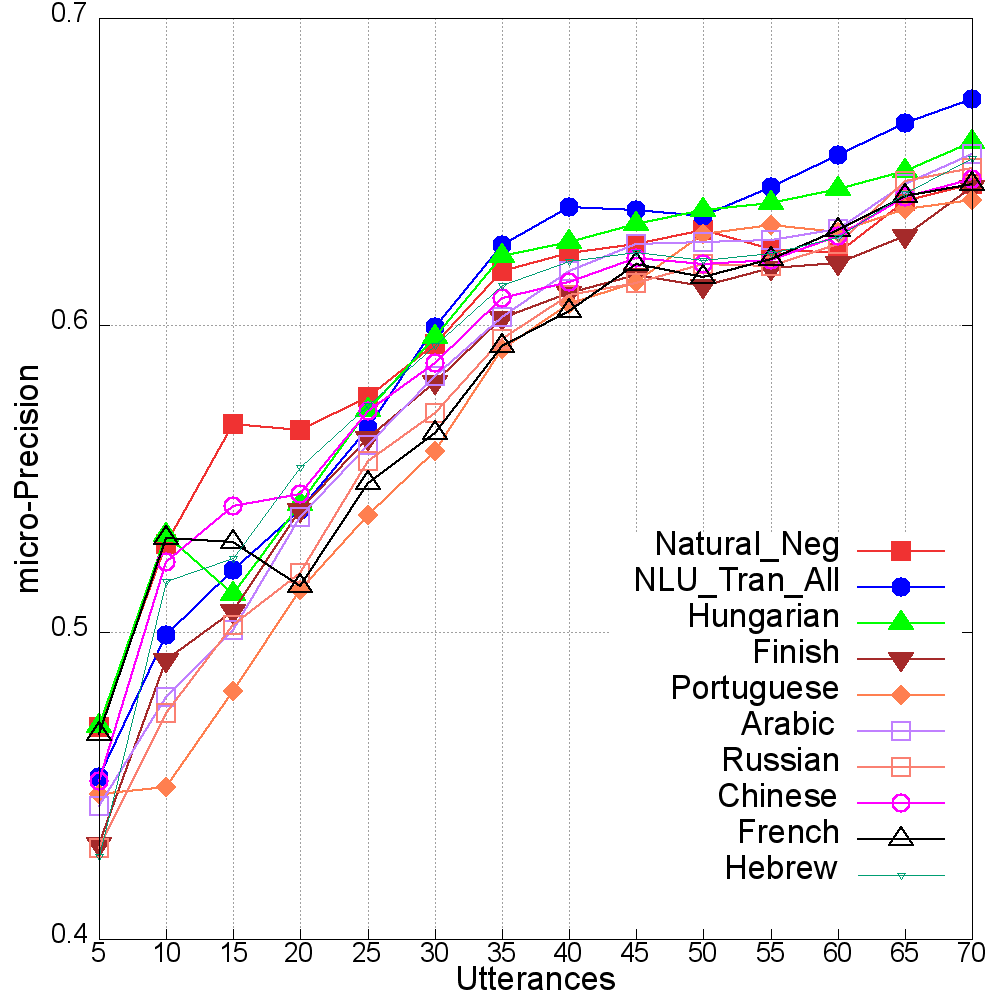 0.7
0.6
0.5
0.4
micro-Precision
Natural_Neg
NLU_Tran_All
Hungarian
Finish
Portuguese
Arabic
Russian
Chinese
French
Hebrew
5 10 15 20 25 30 35 40 45 50 55 60 65 70
Utterances